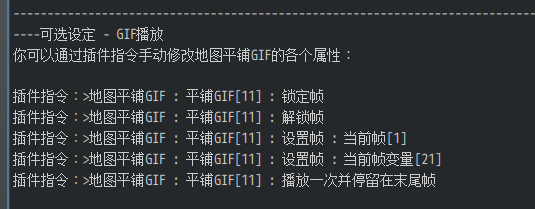 --------------------------------------------------------------------------------
----可选设定 - GIF播放
你可以通过插件指令手动修改地图平铺GIF的各个属性：
插件指令：>地图平铺GIF : 平铺GIF[11] : 锁定帧
插件指令：>地图平铺GIF : 平铺GIF[11] : 解锁帧
插件指令：>地图平铺GIF : 平铺GIF[11] : 设置帧 : 当前帧[1]
插件指令：>地图平铺GIF : 平铺GIF[11] : 设置帧 : 当前帧变量[21]
插件指令：>地图平铺GIF : 平铺GIF[11] : 播放一次并停留在末尾帧